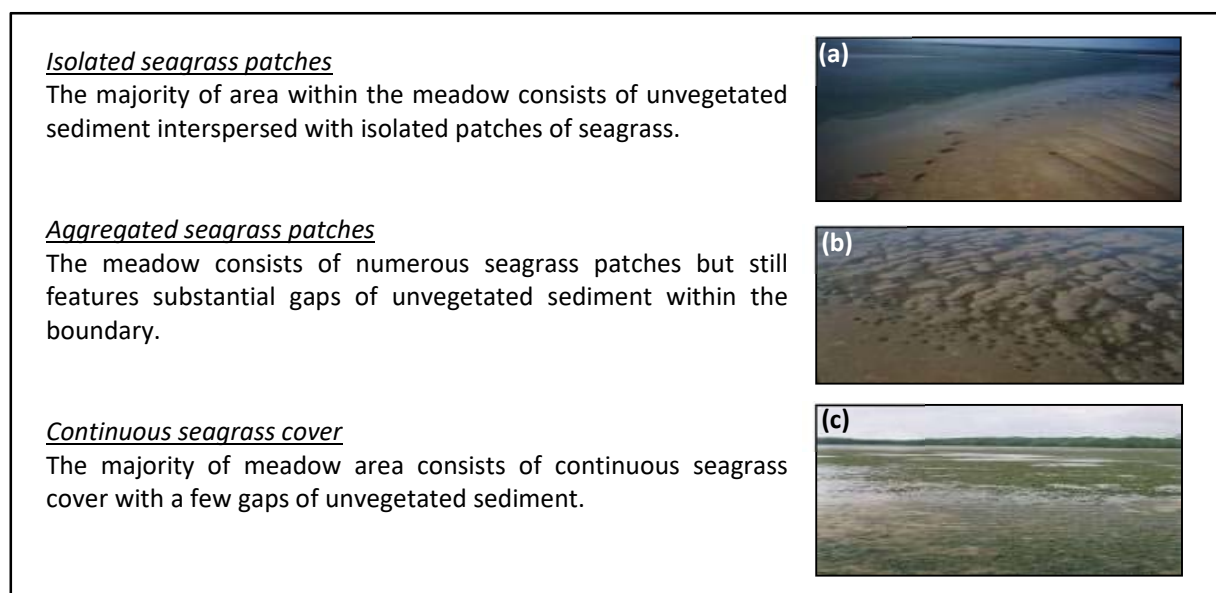 Isolated seagrass patches
The majority of area within the meadow consists of unvegetated
sediment interspersed with isolated patches of seagrass.
(a)
Aggregated seagrass patches
The meadow consists of numerous seagrass patches but still
features substantial gaps of unvegetated sediment within the
boundary.
(b)
Continuous seagrass cover
The majority of meadow area consists of continuous seagrass
cover with a few gaps of unvegetated sediment.
(c)